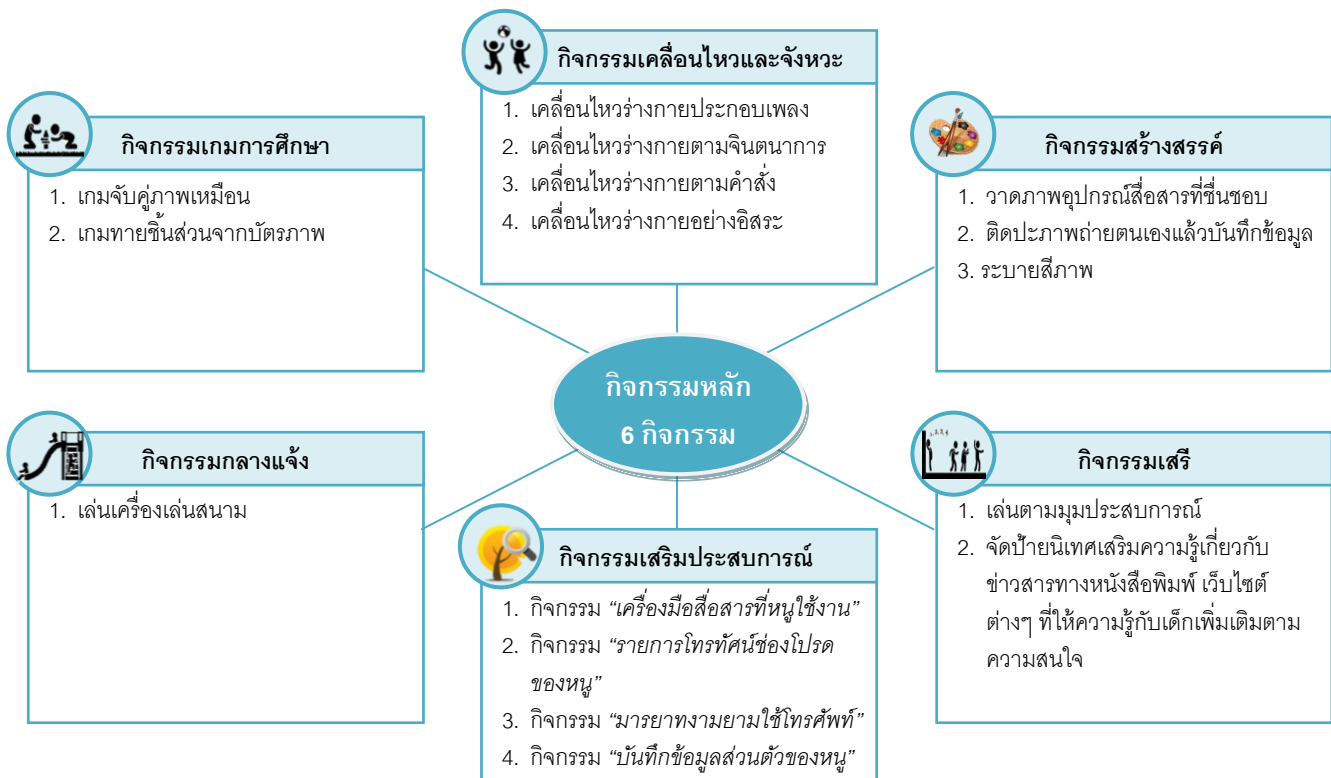 กิจกรรมเคลื่อนไหวและจังหวะ
1. เคลื่อนไหวร่างกายประกอบเพลง
2. เคลื่อนไหวร่างกายตามจินตนาการ
3. เคลื่อนไหวร่างกายตามคำสั่ง
4. เคลื่อนไหวร่างกายอย่างอิสระ
กิจกรรมเกมการศึกษา
1. เกมจับคู่ภาพเหมือน
2. เกมทายชิ้นส่วนจากบัตรภาพ
กิจกรรมสร้างสรรค์
1. วาดภาพอุปกรณ์สื่อสารที่ชื่นชอบ
2. ติดปะภาพถ่ายตนเองแล้วบันทึกข้อมูล
3. ระบายสีภาพ
กิจกรรมหลัก
6 กิจกรรม
กิจกรรมกลางแจ้ง
1. เล่นเครื่องเล่นสนาม
กิจกรรมเสริมประสบการณ์
1. กิจกรรม “เครื่องมือสื่อสารที่หนูใช้งาน”
2. กิจกรรม “รายการโทรทัศน์ช่องโปรด
ของหนู”
3. กิจกรรม “มารยาทงามยามใช้โทรศัพท์”
4. กิจกรรม “บันทึกข้อมูลส่วนตัวของหนู”
กิจกรรมเสรี
1. เล่นตามมุมประสบการณ์
2. จัดป้ายนิเทศเสริมความรู้เกี่ยวกับ
ข่าวสารทางหนังสือพิมพ์ เว็บไซต์
ต่างๆ ที่ให้ความรู้กับเด็กเพิ่มเติมตาม
ความสนใจ